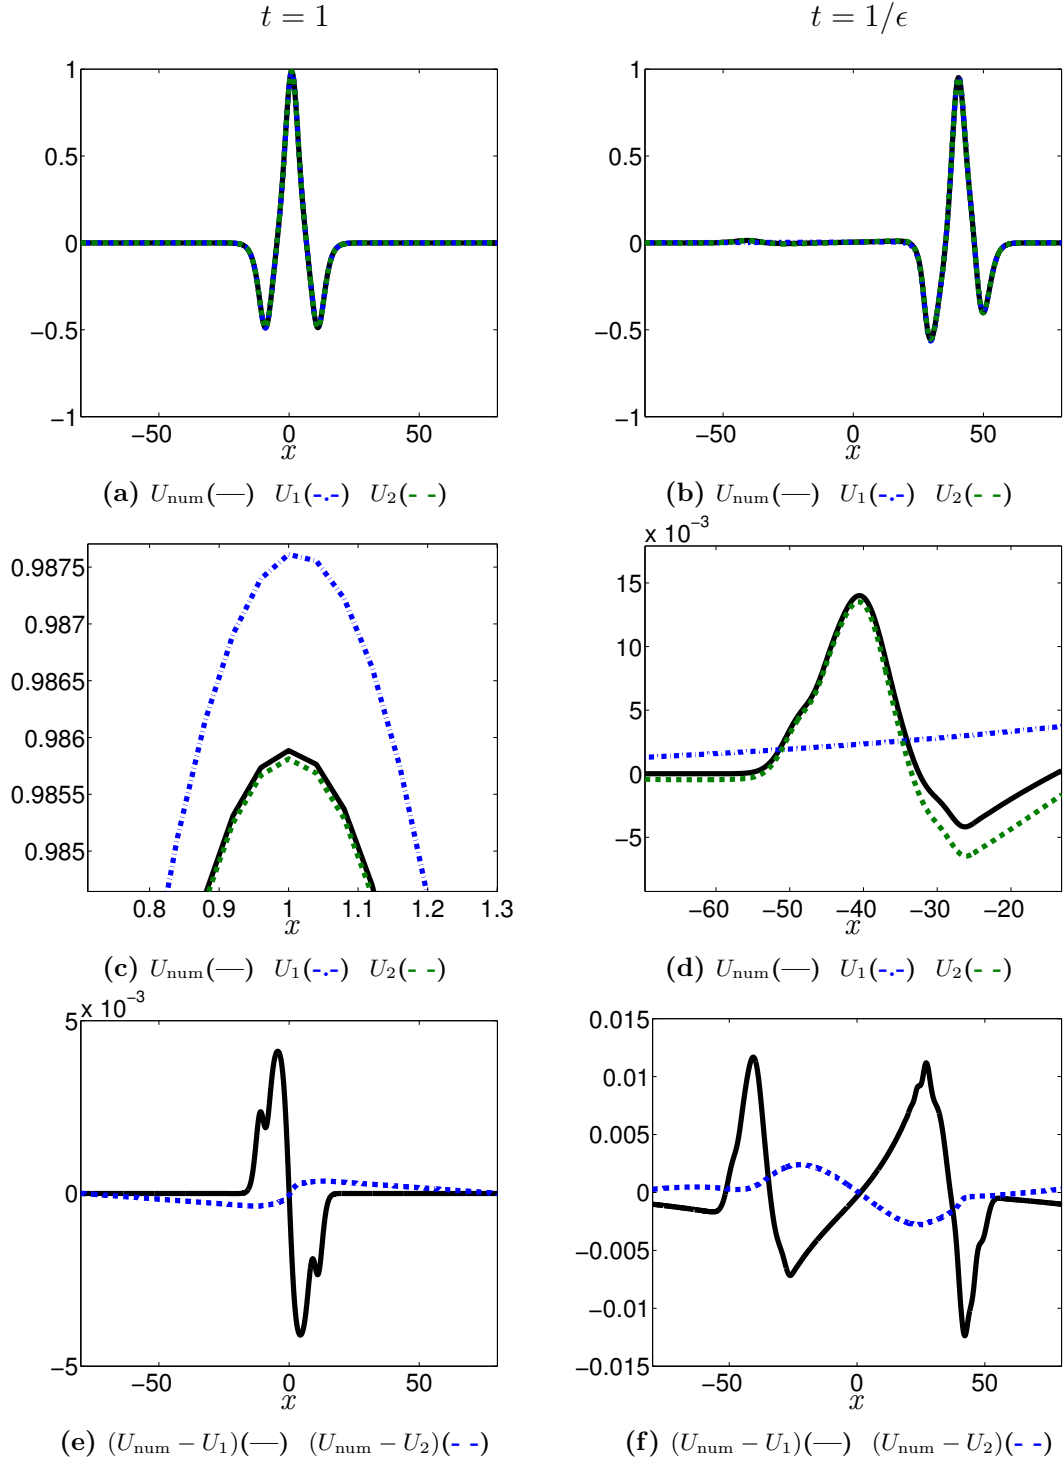 t = 1
t = 1/ϵ
1
0.5
0
−0.5
−1
−50 0 50
x
(a) U_num(—) U_1(-.-) U_2(- -)
1
0.5
0
−0.5
−1
−50 0 50
x
(b) U_num(—) U_1(-.-) U_2(- -)
0.9875
0.987
0.9865
0.986
0.9855
0.985
0.8 0.9 1 1.1 1.2 1.3
x
(c) U_num(—) U_1(-.-) U_2(- -)
x 10^−3
15
10
5
0
−5
−60 −50 −40 −30 −20
x
(d) U_num(—) U_1(-.-) U_2(- -)
x 10^−3
5
0
−5
−50 0 50
x
(e) (U_num − U_1)(—) (U_num − U_2)(- -)
0.015
0.01
0.005
0
−0.005
−0.01
−0.015
−50 0 50
x
(f) (U_num − U_1)(—) (U_num − U_2)(- -)